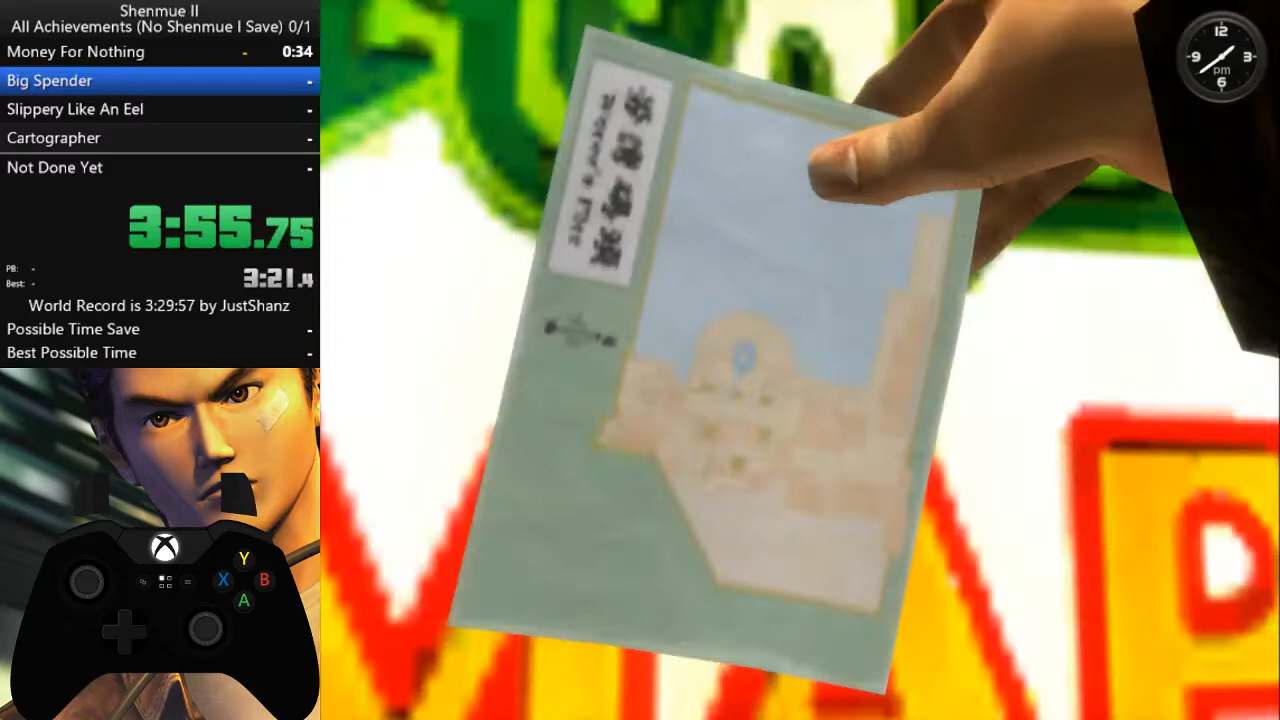 Shenmue II
All Achievements (No Shenmue I Save) 0/1
Money For Nothing - 0:34
Big Spender -
Slippery Like An Eel -
Cartographer -
Not Done Yet -
3:55.75
PB: -
3:21.4
Best: -
World Record is 3:29:57 by JustShanz
Possible Time Save -
Best Possible Time -
Y
X B
A
12
9 3
pm
6
MAP